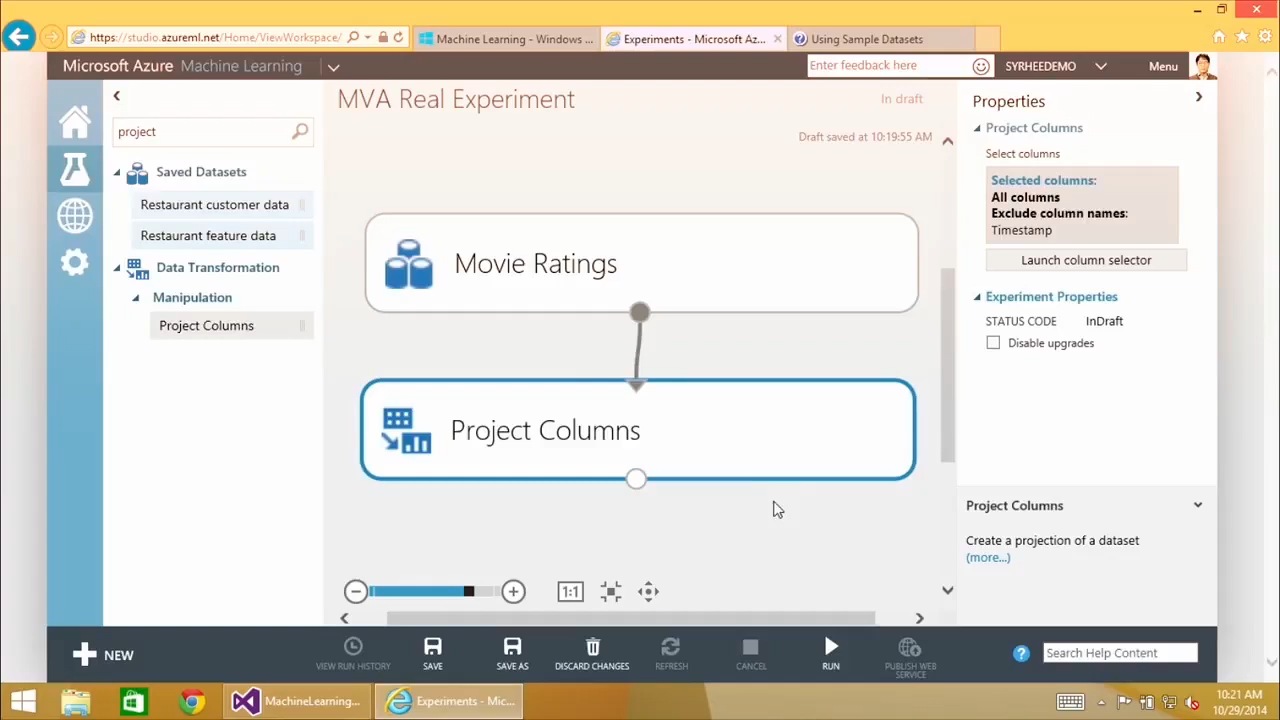 https://studio.azureml.net/Home/ViewWorkspace/
Machine Learning - Windows ...
Experiments - Microsoft Az...
Using Sample Datasets
Microsoft Azure Machine Learning
Enter feedback here
SYRHEEDEMO
Menu
project
Saved Datasets
Restaurant customer data
Restaurant feature data
Data Transformation
Manipulation
Project Columns
MVA Real Experiment
In draft
Draft saved at 10:19:55 AM
Movie Ratings
Project Columns
1:1
Properties
Project Columns
Select columns
Selected columns:
All columns
Exclude column names:
Timestamp
Launch column selector
Experiment Properties
STATUS CODE InDraft
Disable upgrades
Project Columns
Create a projection of a dataset
(more...)
NEW
VIEW RUN HISTORY
SAVE
SAVE AS
DISCARD CHANGES
REFRESH
CANCEL
RUN
PUBLISH WEB
SERVICE
?
Search Help Content
MachineLearning...
Experiments - Mic...
10:21 AM
10/29/2014